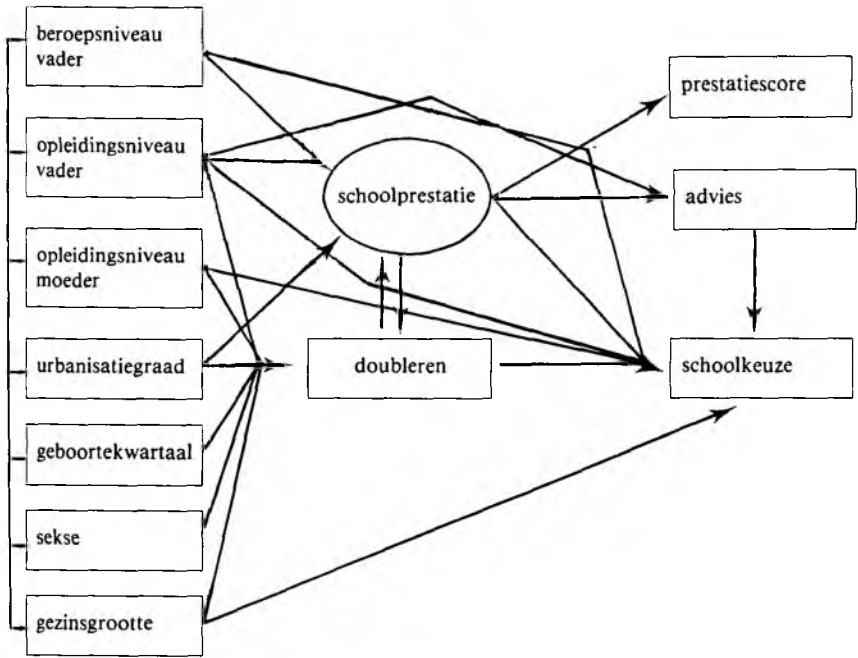 beroepsniveau
vader
opleidingsniveau
vader
opleidingsniveau
moeder
urbanisatiegraad
geboortekwartaal
sekse
gezinsgrootte
schoolprestatie
doubleren
prestatiescore
advies
schoolkeuze